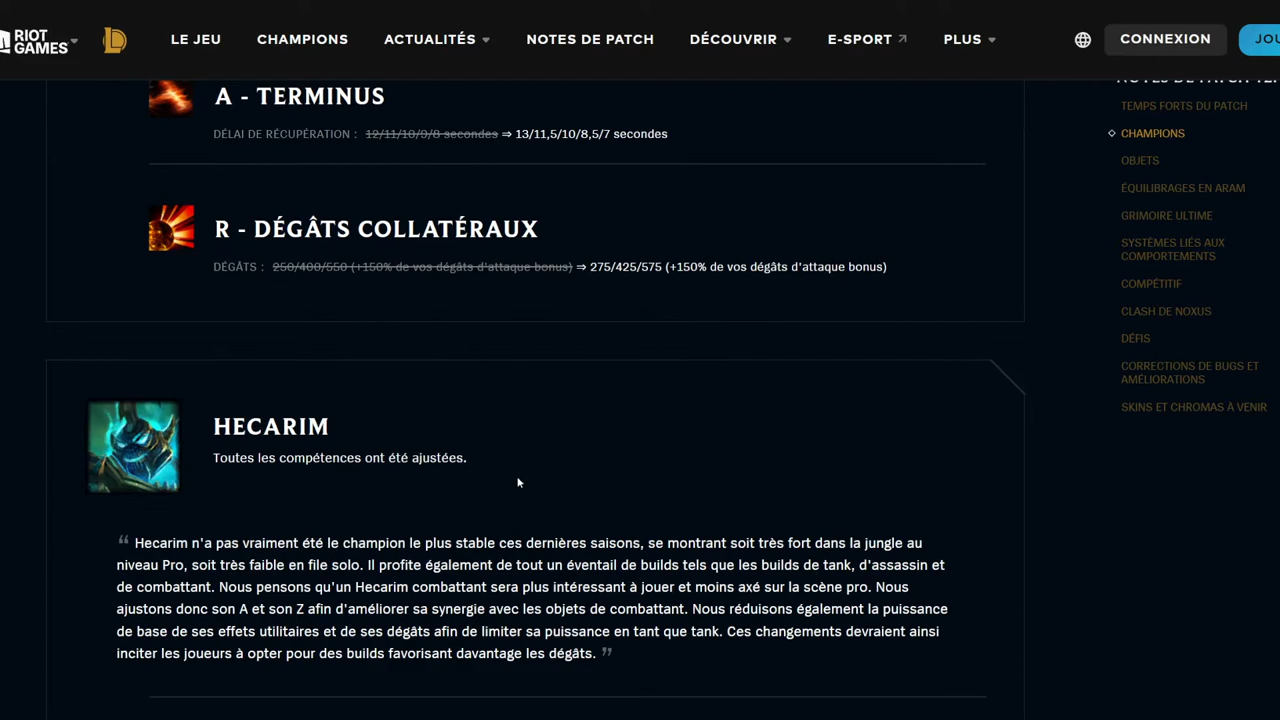 RIOT GAMES
LE JEU
CHAMPIONS
ACTUALITÉS
NOTES DE PATCH
DÉCOUVRIR
E-SPORT
PLUS
CONNEXION
JOU
A - TERMINUS
DÉLAI DE RÉCUPÉRATION : 12/11/10/9/8 secondes ⇒ 13/11,5/10/8,5/7 secondes
R - DÉGÂTS COLLATÉRAUX
DÉGÂTS : 250/400/550 (+150% de vos dégâts d'attaque bonus) ⇒ 275/425/575 (+150% de vos dégâts d'attaque bonus)
HECARIM
Toutes les compétences ont été ajustées.
“ Hecarim n'a pas vraiment été le champion le plus stable ces dernières saisons, se montrant soit très fort dans la jungle au
niveau Pro, soit très faible en file solo. Il profite également de tout un éventail de builds tels que les builds de tank, d'assassin et
de combattant. Nous pensons qu'un Hecarim combattant sera plus intéressant à jouer et moins axé sur la scène pro. Nous
ajustons donc son A et son Z afin d'améliorer sa synergie avec les objets de combattant. Nous réduisons également la puissance
de base de ses effets utilitaires et de ses dégâts afin de limiter sa puissance en tant que tank. Ces changements devraient ainsi
inciter les joueurs à opter pour des builds favorisant davantage les dégâts. ”
NOTES DE PATCH
TEMPS FORTS DU PATCH
CHAMPIONS
OBJETS
ÉQUILIBRAGES EN ARAM
GRIMOIRE ULTIME
SYSTÈMES LIÉS AUX
COMPORTEMENTS
COMPÉTITIF
CLASH DE NOXUS
DÉFIS
CORRECTIONS DE BUGS ET
AMÉLIORATIONS
SKINS ET CHROMAS À VENIR